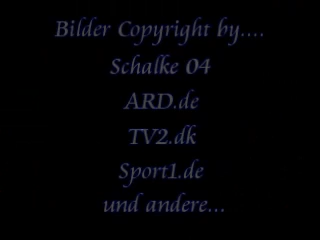 Bilder Copyright by....
Schalke 04
ARD.de
TV2.dk
Sport1.de
und andere...